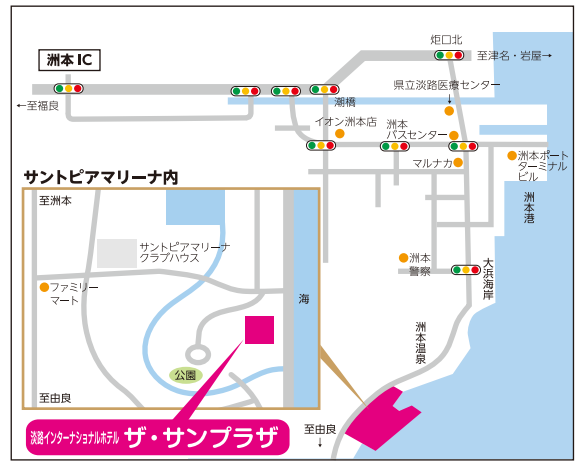 炬口北
洲本IC
至津名・岩屋→
県立淡路医療センター
←至福良
潮橋
イオン洲本店
洲本
バスセンター
マルナカ
洲本ポート
ターミナル
ビル
サントピアマリーナ内
至洲本
洲本港
サントピアマリーナ
クラブハウス
洲本
警察
大浜海岸
ファミリー
マート
海
洲本温泉
公園
至由良
淡路インターナショナルホテル ザ・サンプラザ
至由良
↓